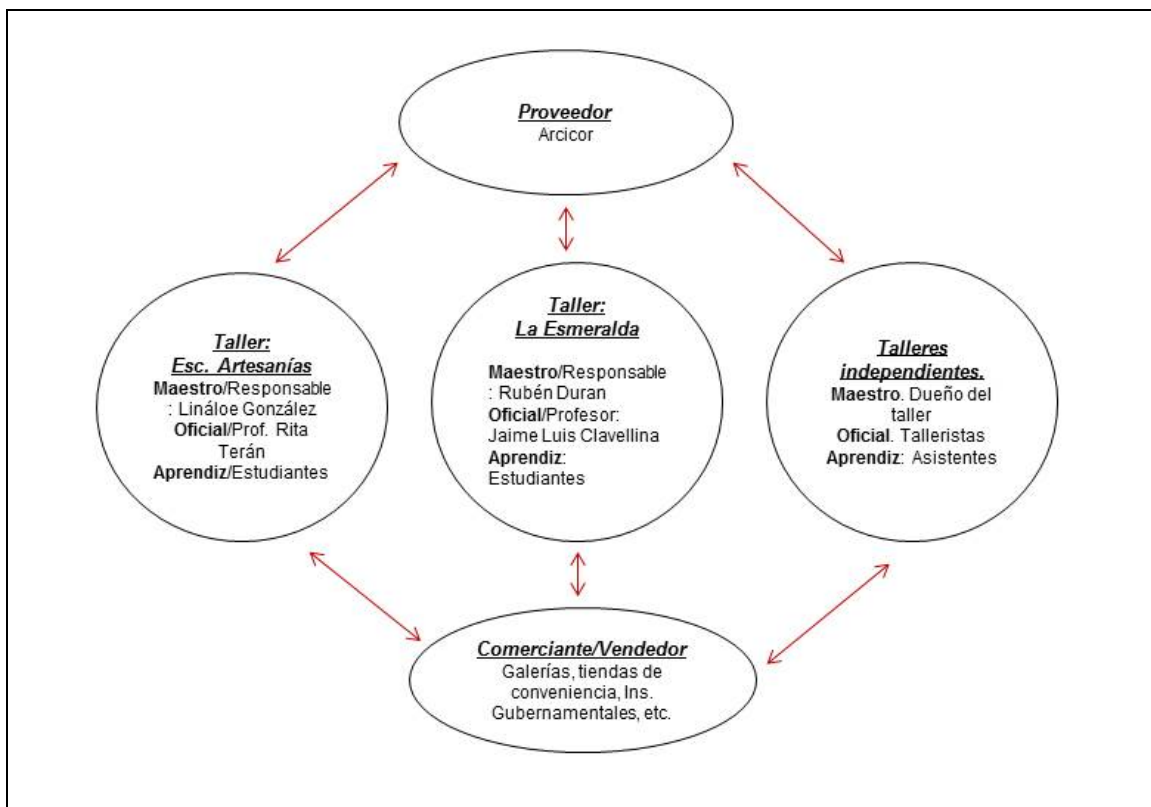 Proveedor
Arcicor
Taller:
Esc. Artesanías
Maestro/Responsable
: Lináloe González
Oficial/Prof. Rita
Terán
Aprendiz/Estudiantes
Taller:
La Esmeralda
Maestro/Responsable
: Rubén Duran
Oficial/Profesor:
Jaime Luis Clavellina
Aprendiz:
Estudiantes
Talleres
independientes.
Maestro. Dueño del
taller
Oficial. Talleristas
Aprendiz: Asistentes
Comerciante/Vendedor
Galerías, tiendas de
conveniencia, Ins.
Gubernamentales, etc.